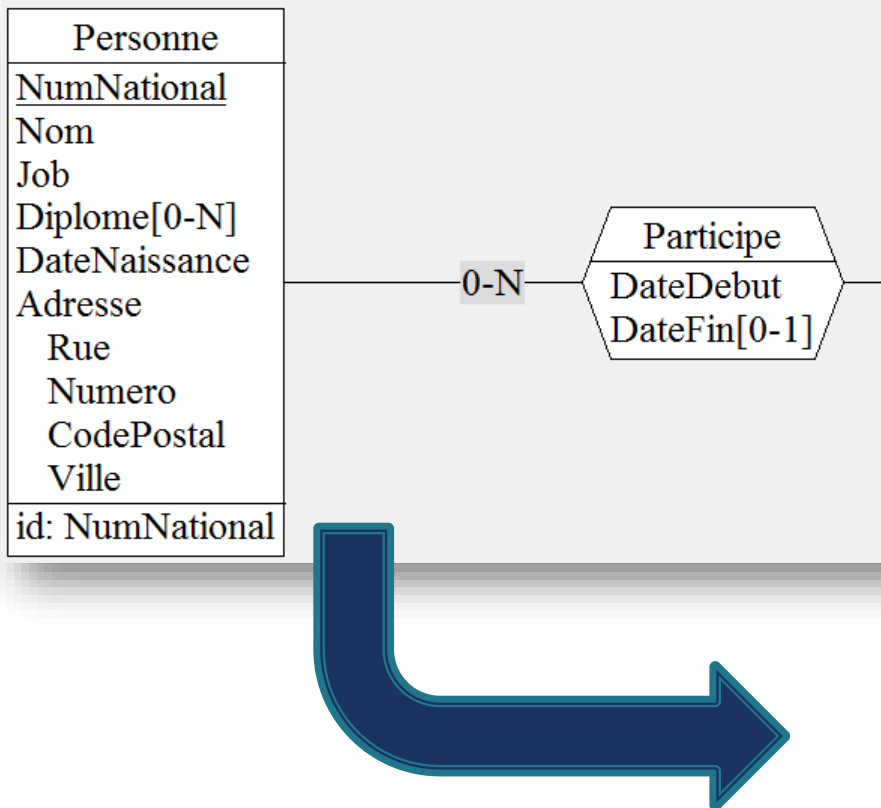 Personne
NumNational
Nom
Job
Diplome[0-N]
DateNaissance
Adresse
Rue
Numero
CodePostal
Ville
id: NumNational
0-N
Participe
DateDebut
DateFin[0-1]